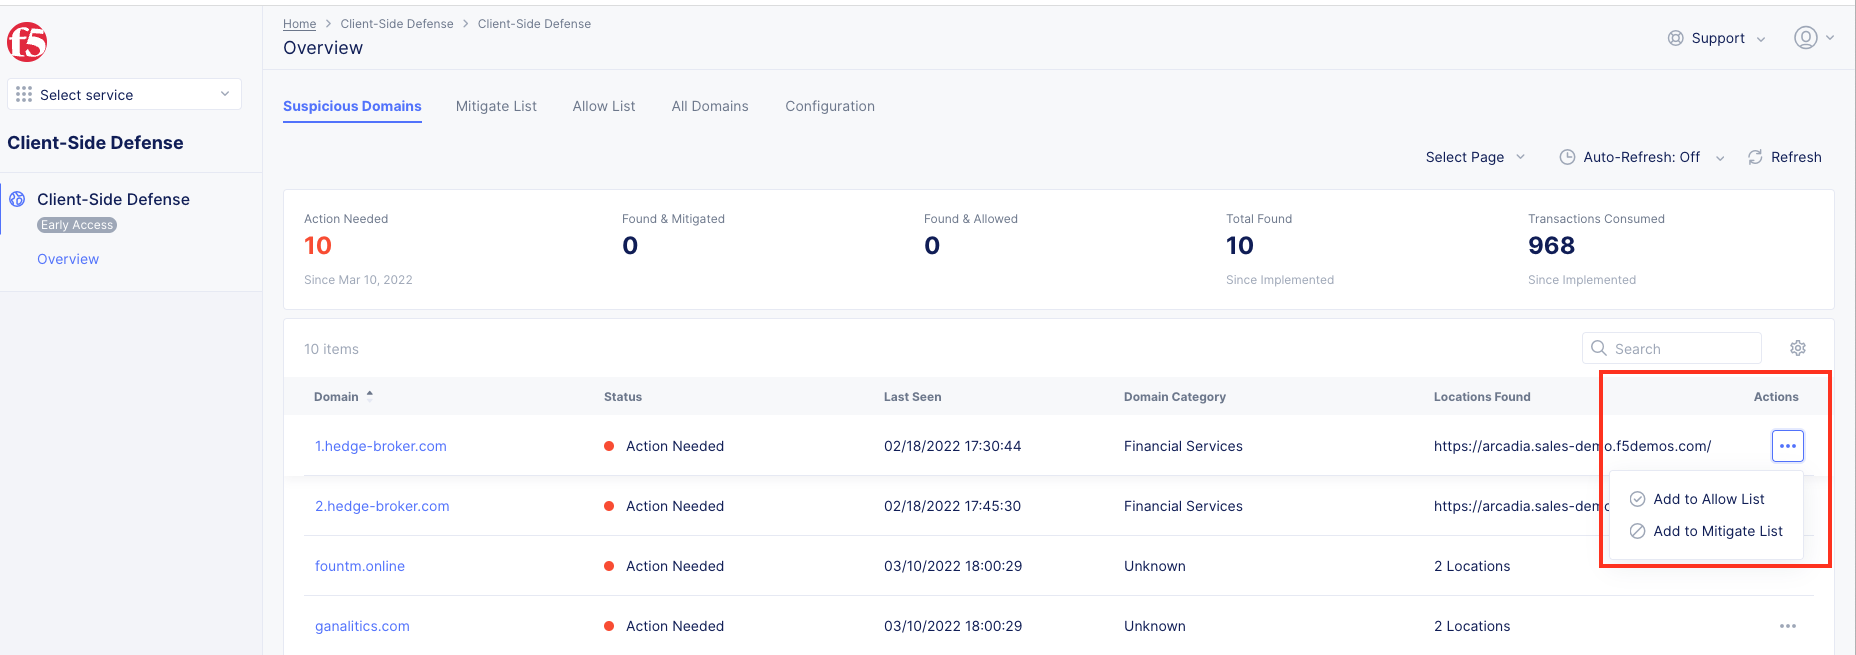 f5
Home > Client-Side Defense > Client-Side Defense
Overview
Support
Select service
Client-Side Defense
Client-Side Defense
Early Access
Overview
Suspicious Domains Mitigate List Allow List All Domains Configuration
Select Page Auto-Refresh: Off Refresh
Action Needed Found & Mitigated Found & Allowed Total Found Transactions Consumed
10 0 0 10 968
Since Mar 10, 2022 Since Implemented Since Implemented
10 items Search
Domain Status Last Seen Domain Category Locations Found Actions
1.hedge-broker.com Action Needed 02/18/2022 17:30:44 Financial Services https://arcadia.sales-demo.f5demos.com/
2.hedge-broker.com Action Needed 02/18/2022 17:45:30 Financial Services https://arcadia.sales-demo
Add to Allow List
Add to Mitigate List
fountm.online Action Needed 03/10/2022 18:00:29 Unknown 2 Locations
ganalitics.com Action Needed 03/10/2022 18:00:29 Unknown 2 Locations